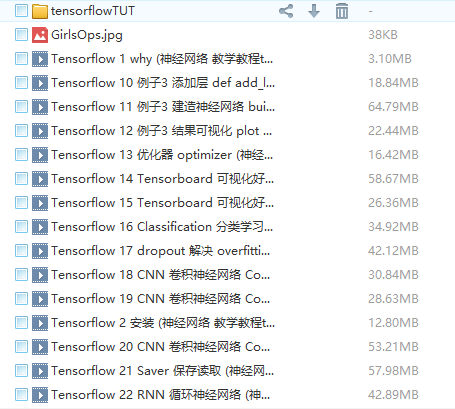 tensorflowTUT -
GirlsOps.jpg 38KB
Tensorflow 1 why (神经网络 教学教程t... 3.10MB
Tensorflow 10 例子3 添加层 def add_l... 18.84MB
Tensorflow 11 例子3 建造神经网络 bui... 64.79MB
Tensorflow 12 例子3 结果可视化 plot ... 22.44MB
Tensorflow 13 优化器 optimizer (神经... 16.42MB
Tensorflow 14 Tensorboard 可视化好... 58.67MB
Tensorflow 15 Tensorboard 可视化好... 26.36MB
Tensorflow 16 Classification 分类学习... 34.92MB
Tensorflow 17 dropout 解决 overfitti... 42.12MB
Tensorflow 18 CNN 卷积神经网络 Co... 30.84MB
Tensorflow 19 CNN 卷积神经网络 Co... 28.63MB
Tensorflow 2 安装 (神经网络 教学教程t... 12.80MB
Tensorflow 20 CNN 卷积神经网络 Co... 53.21MB
Tensorflow 21 Saver 保存读取 (神经网... 57.98MB
Tensorflow 22 RNN 循环神经网络 (神... 42.89MB